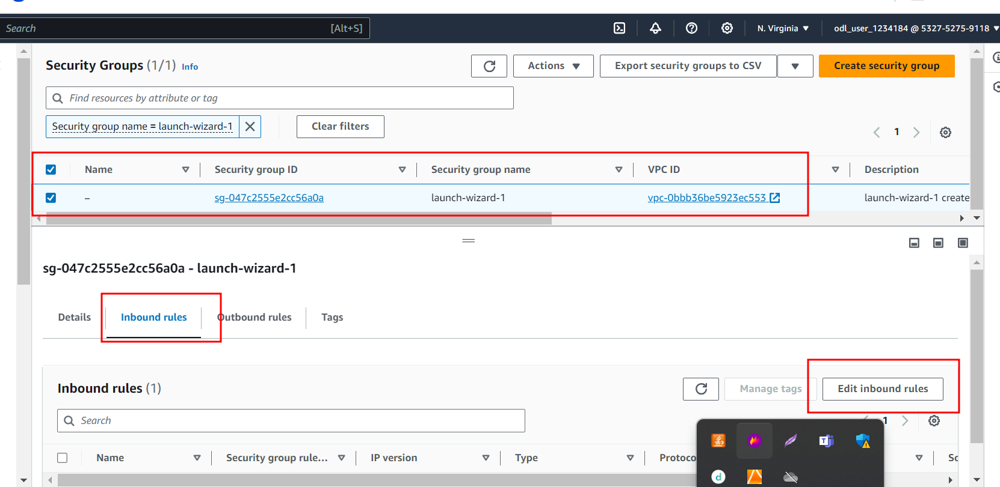 Search [Alt+S] N. Virginia odl_user_1234184 @ 5327-5275-9118
Security Groups (1/1) Info Actions Export security groups to CSV Create security group
Find resources by attribute or tag
Security group name = launch-wizard-1 Clear filters
1
Name Security group ID Security group name VPC ID Description
– sg-047c2555e2cc56a0a launch-wizard-1 vpc-0bbb36be5923ec553 launch-wizard-1 create
sg-047c2555e2cc56a0a - launch-wizard-1
Details Inbound rules Outbound rules Tags
Inbound rules (1) Manage tags Edit inbound rules
Search 1
Name Security group rule... IP version Type Protoco Sc